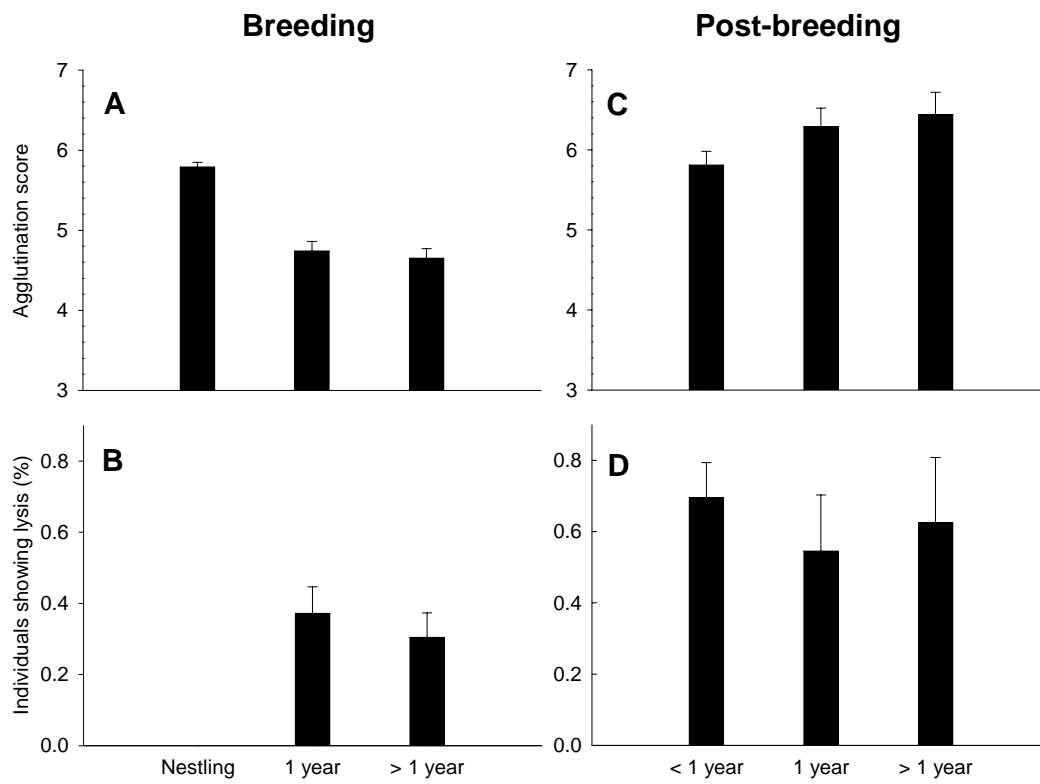 Breeding
Post-breeding
A
7
6
5
4
3
Agglutination score
C
7
6
5
4
3
B
0.8
0.6
0.4
0.2
0.0
Individuals showing lysis (%)
Nestling 1 year > 1 year
D
0.8
0.6
0.4
0.2
0.0
< 1 year 1 year > 1 year